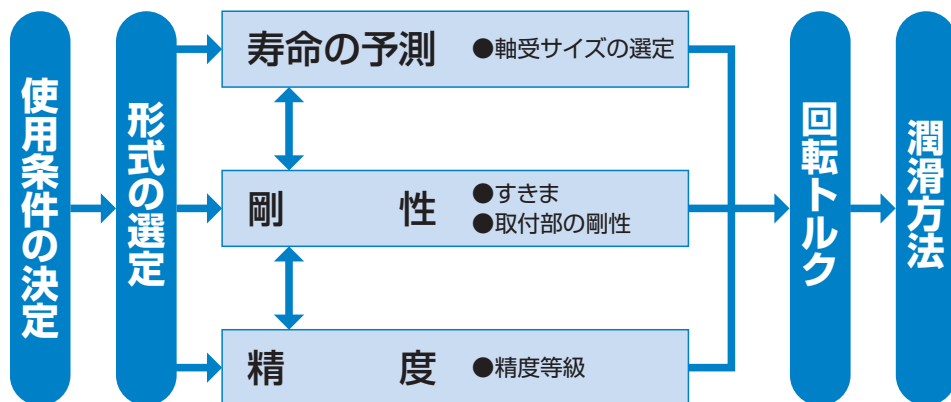 使用条件の決定
形式の選定
寿命の予測 ●軸受サイズの選定
剛性 ●すきま
●取付部の剛性
精度 ●精度等級
回転トルク
潤滑方法